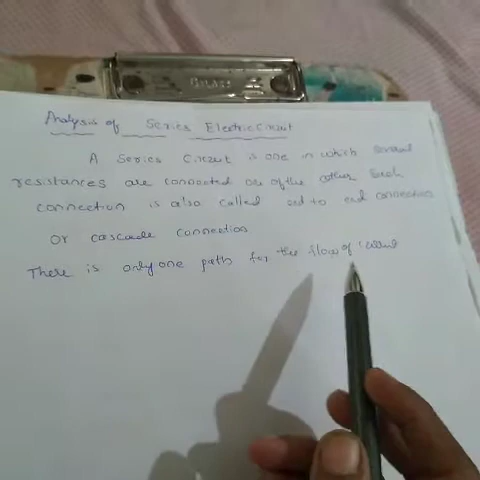 Analysis of Series Electric Circuit
A Series Circuit is one in which several
resistances are connected one after the other. Such
connection is also called end to end connection
or cascade connection
There is only one path for the flow of current